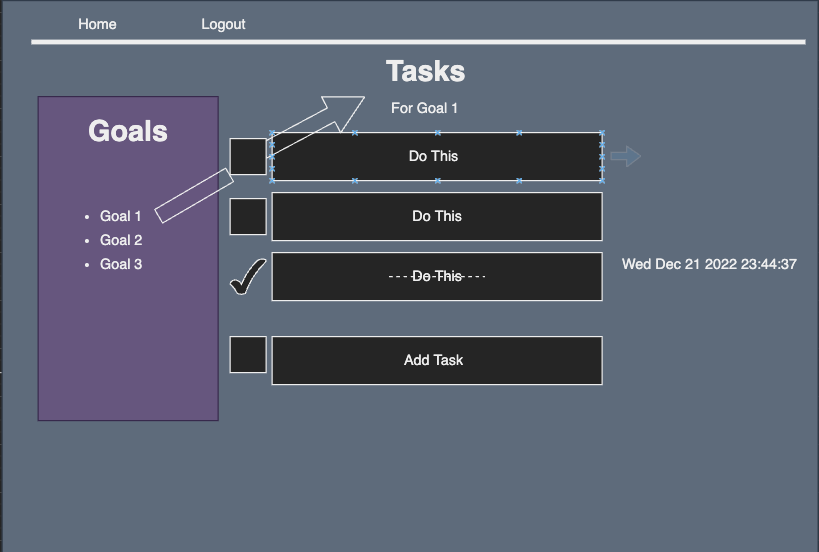 Home
Logout
Tasks
For Goal 1
Goals
Goal 1
Goal 2
Goal 3
Do This
Do This
Do This
Wed Dec 21 2022 23:44:37
Add Task